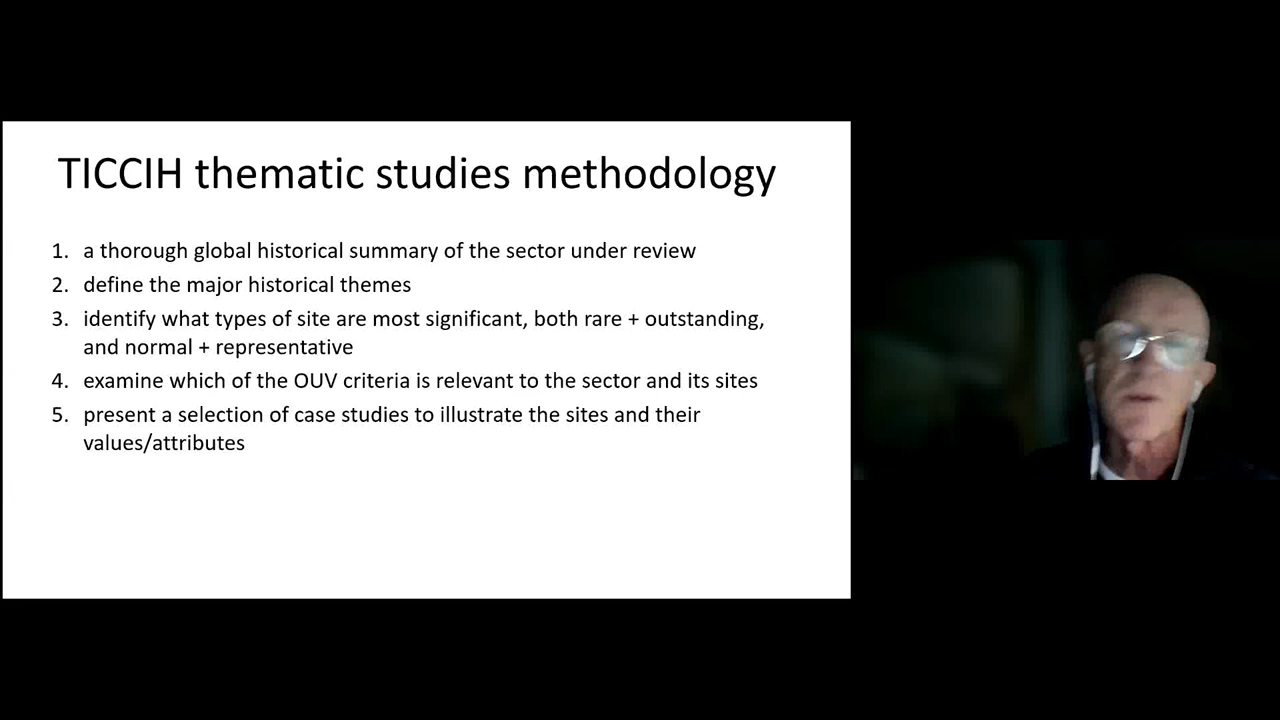 TICCIH thematic studies methodology
1. a thorough global historical summary of the sector under review
2. define the major historical themes
3. identify what types of site are most significant, both rare + outstanding,
and normal + representative
4. examine which of the OUV criteria is relevant to the sector and its sites
5. present a selection of case studies to illustrate the sites and their
values/attributes